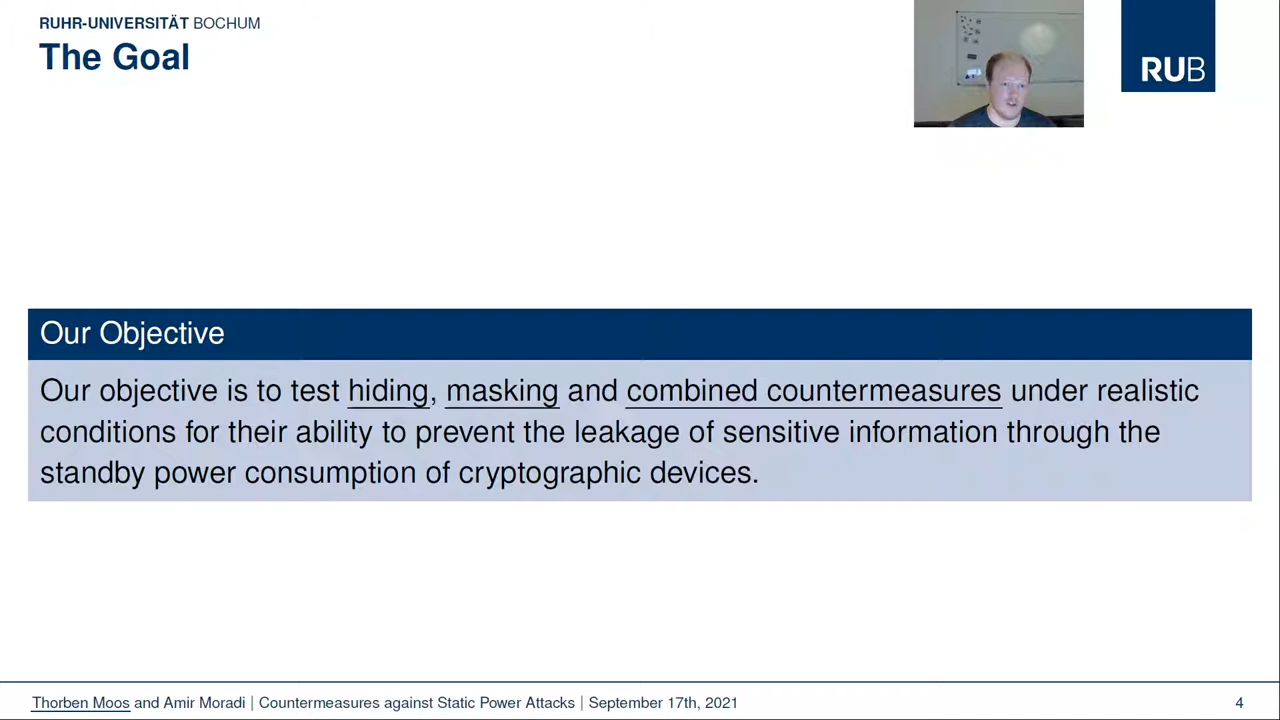 RUHR-UNIVERSITÄT BOCHUM
The Goal
RUB
Our Objective
Our objective is to test hiding, masking and combined countermeasures under realistic
conditions for their ability to prevent the leakage of sensitive information through the
standby power consumption of cryptographic devices.
Thorben Moos and Amir Moradi | Countermeasures against Static Power Attacks | September 17th, 2021
4